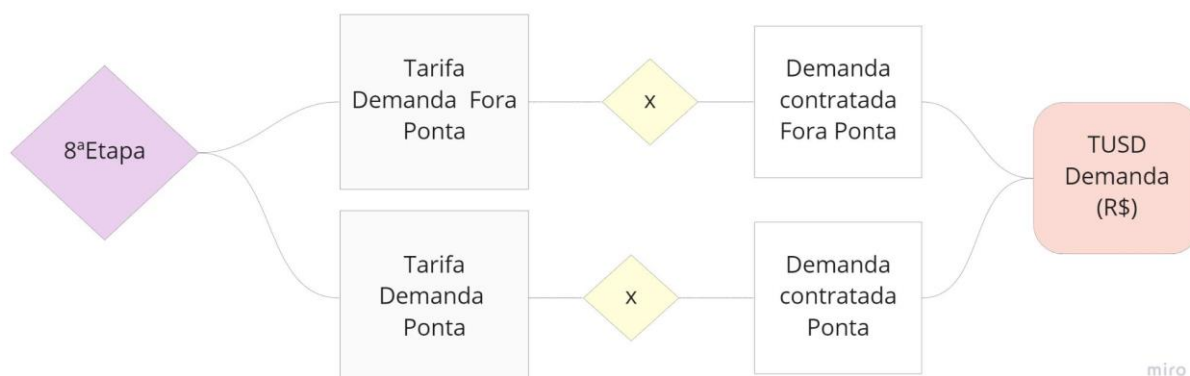 8ªEtapa
Tarifa
Demanda Fora
Ponta
x
Demanda
contratada
Fora Ponta
Tarifa
Demanda
Ponta
x
Demanda
contratada
Ponta
TUSD
Demanda
(R$)
miro